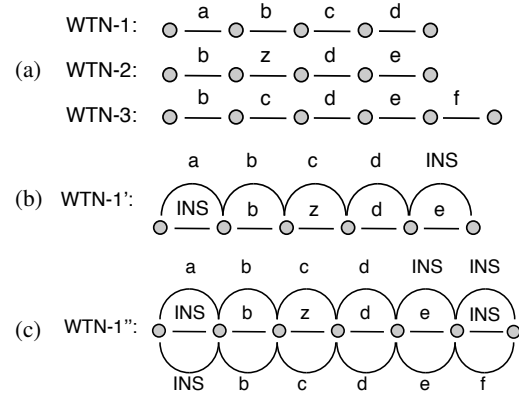 a b c d
WTN-1:
b z d e
(a) WTN-2:
b c d e f
WTN-3:
a b c d INS
(b) WTN-1': INS b z d e
a b c d INS INS
(c) WTN-1'': INS b z d e INS
INS b c d e f